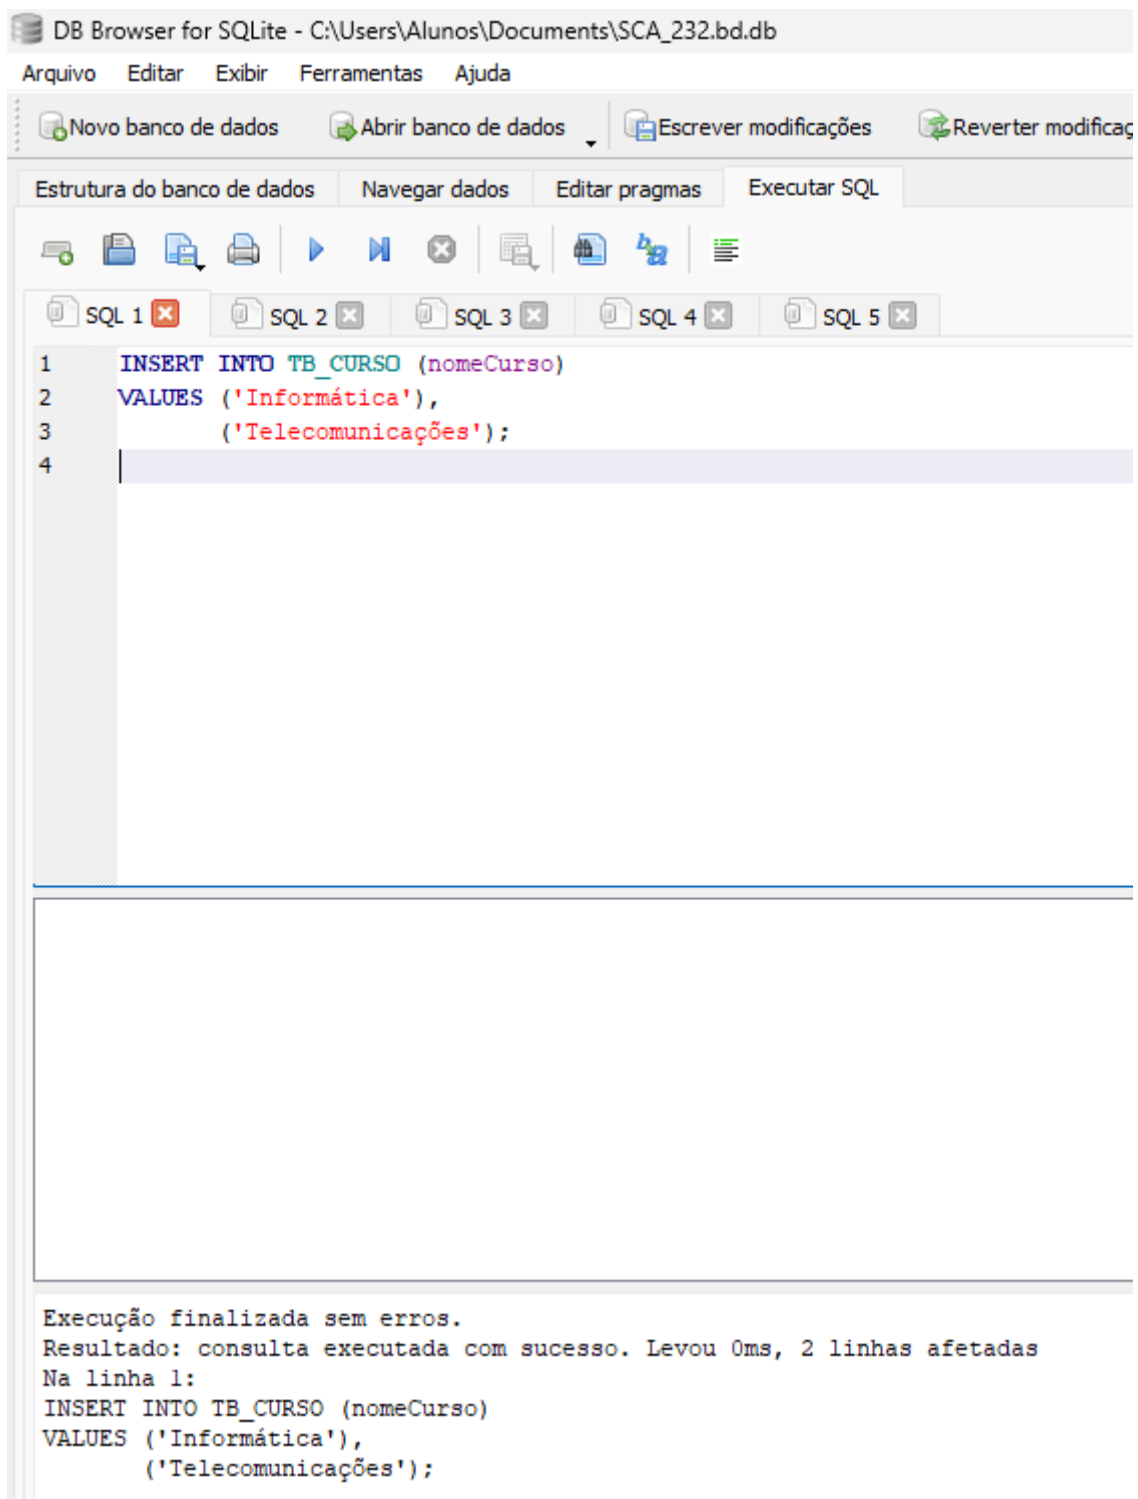 DB Browser for SQLite - C:\Users\Alunos\Documents\SCA_232.bd.db
Arquivo Editar Exibir Ferramentas Ajuda
Novo banco de dados Abrir banco de dados Escrever modificações Reverter modificaç
Estrutura do banco de dados Navegar dados Editar pragmas Executar SQL
SQL 1 SQL 2 SQL 3 SQL 4 SQL 5
1 INSERT INTO TB_CURSO (nomeCurso)
2 VALUES ('Informática'),
3 ('Telecomunicações');
4
Execução finalizada sem erros.
Resultado: consulta executada com sucesso. Levou 0ms, 2 linhas afetadas
Na linha 1:
INSERT INTO TB_CURSO (nomeCurso)
VALUES ('Informática'),
('Telecomunicações');